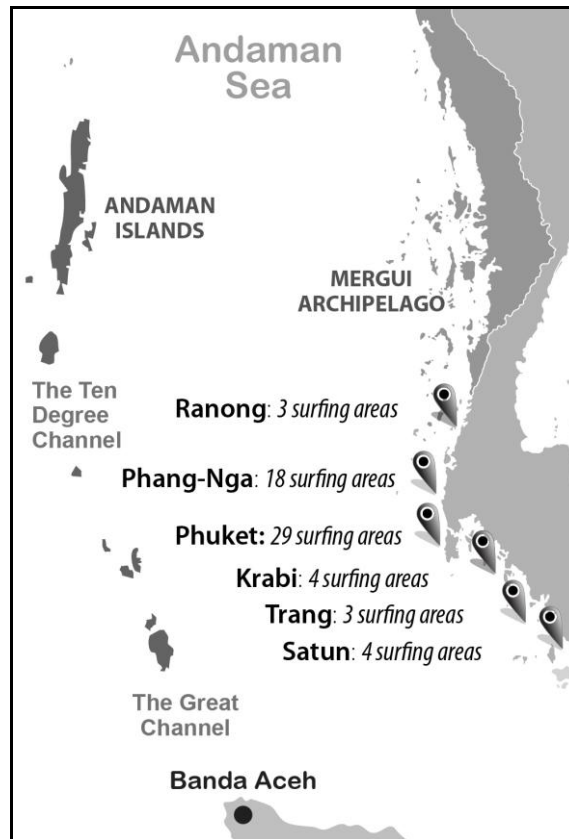 Andaman
Sea
ANDAMAN
ISLANDS
MERGUI
ARCHIPELAGO
The Ten
Degree
Channel
Ranong: 3 surfing areas
Phang-Nga: 18 surfing areas
Phuket: 29 surfing areas
Krabi: 4 surfing areas
Trang: 3 surfing areas
Satun: 4 surfing areas
The Great
Channel
Banda Aceh